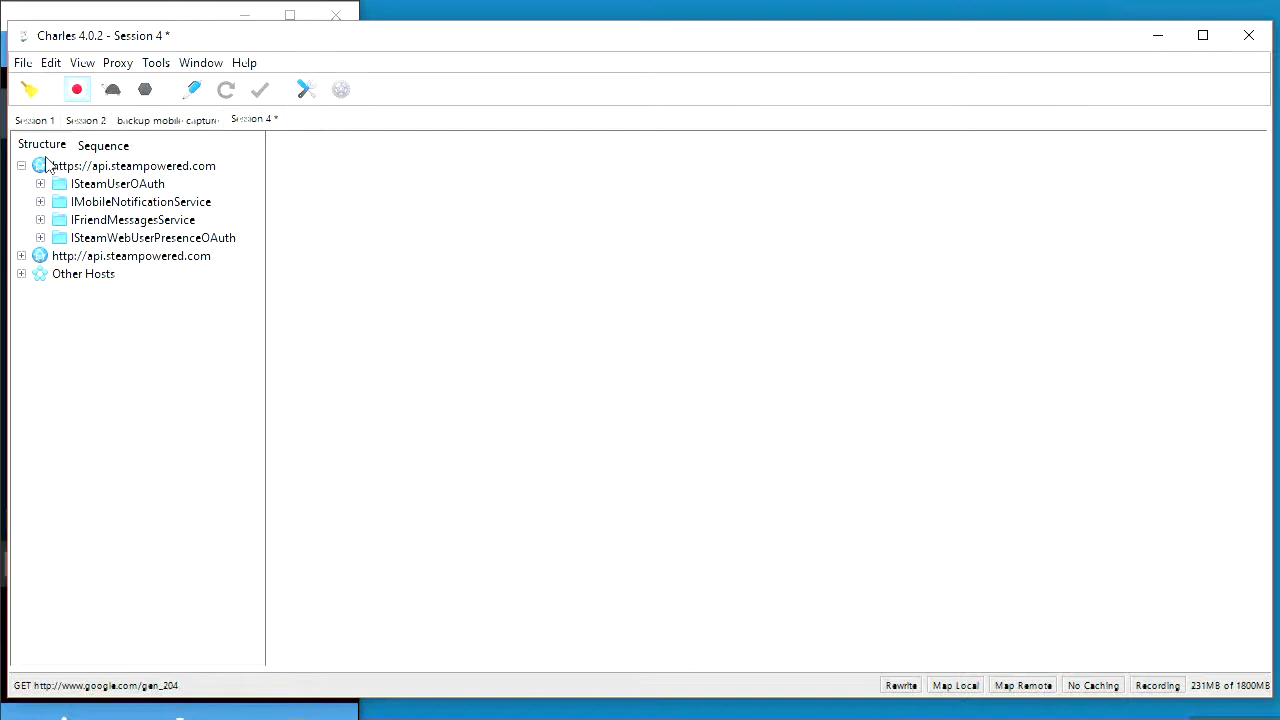 Charles 4.0.2 - Session 4 *
File Edit View Proxy Tools Window Help
Session 1 Session 2 backup mobile capture Session 4 *
Structure Sequence
https://api.steampowered.com
ISteamUserOAuth
IMobileNotificationService
IFriendMessagesService
ISteamWebUserPresenceOAuth
http://api.steampowered.com
Other Hosts
GET http://www.google.com/gen_204 Rewrite Map Local Map Remote No Caching Recording 231MB of 1800MB